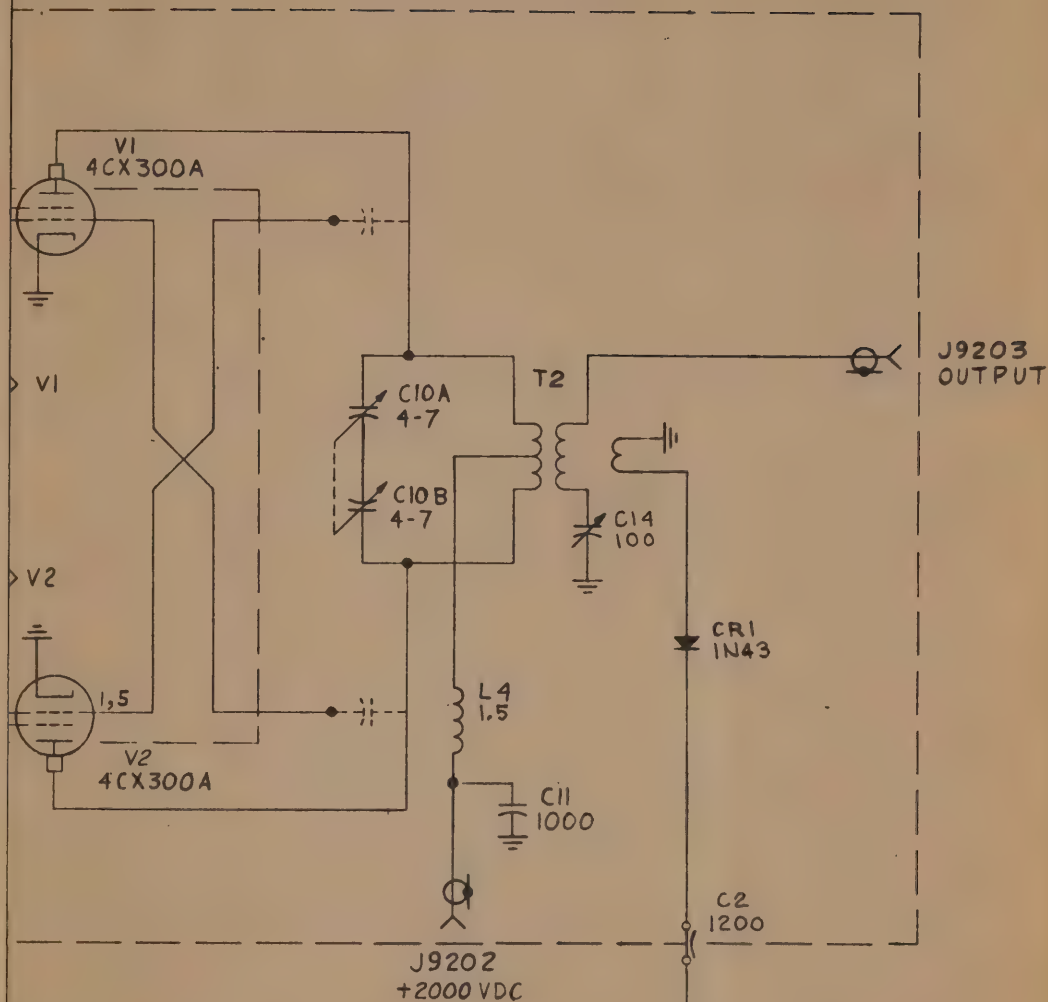 V1
4CX300A
V1
V2
1,5
V2
4CX300A
C10A
4-7
C10B
4-7
T2
C14
100
J9203
OUTPUT
CR1
1N43
L4
1.5
C11
1000
C2
1200
J9202
+2000 VDC